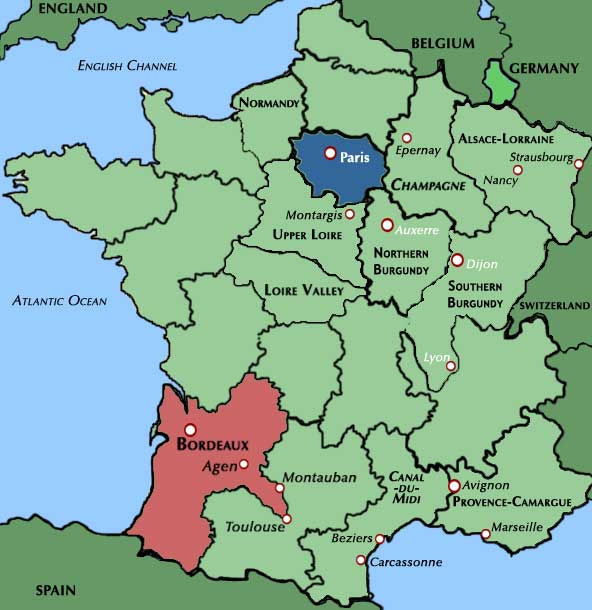 ENGLAND
BELGIUM
ENGLISH CHANNEL
GERMANY
NORMANDY
ALSACE-LORRAINE
Epernay
Paris
Strausbourg
Nancy
CHAMPAGNE
Montargis
UPPER LOIRE
Auxerre
NORTHERN
BURGUNDY
Dijon
LOIRE VALLEY
SOUTHERN
BURGUNDY
ATLANTIC OCEAN
SWITZERLAND
Lyon
BORDEAUX
Agen
Montauban
CANAL
-DU-
MIDI
Avignon
PROVENCE-CAMARGUE
Toulouse
Marseille
Beziers
Carcassonne
SPAIN